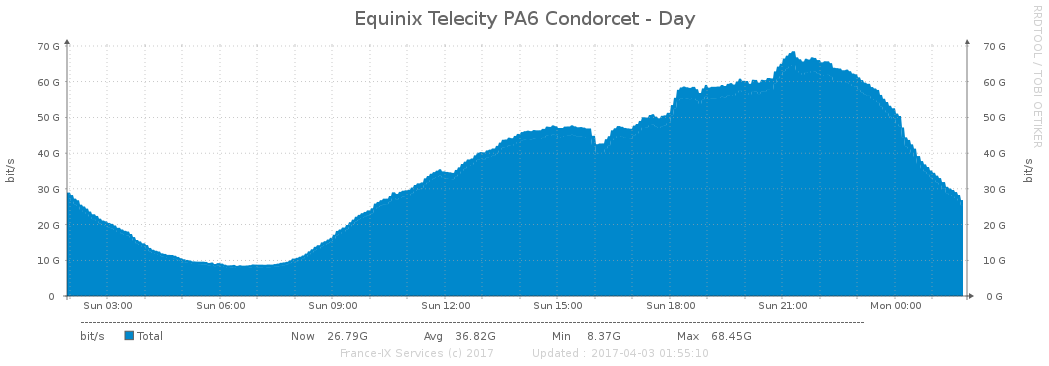 Equinix Telecity PA6 Condorcet - Day
RRDTOOL / TOBI OETIKER
70 G 70 G
60 G 60 G
50 G 50 G
40 G 40 G
30 G 30 G
20 G 20 G
10 G 10 G
0 0 G
bit/s bit/s
Sun 03:00 Sun 06:00 Sun 09:00 Sun 12:00 Sun 15:00 Sun 18:00 Sun 21:00 Mon 00:00
bit/s Total Now 26.79G Avg 36.82G Min 8.37G Max 68.45G
France-IX Services (c) 2017 Updated : 2017-04-03 01:55:10